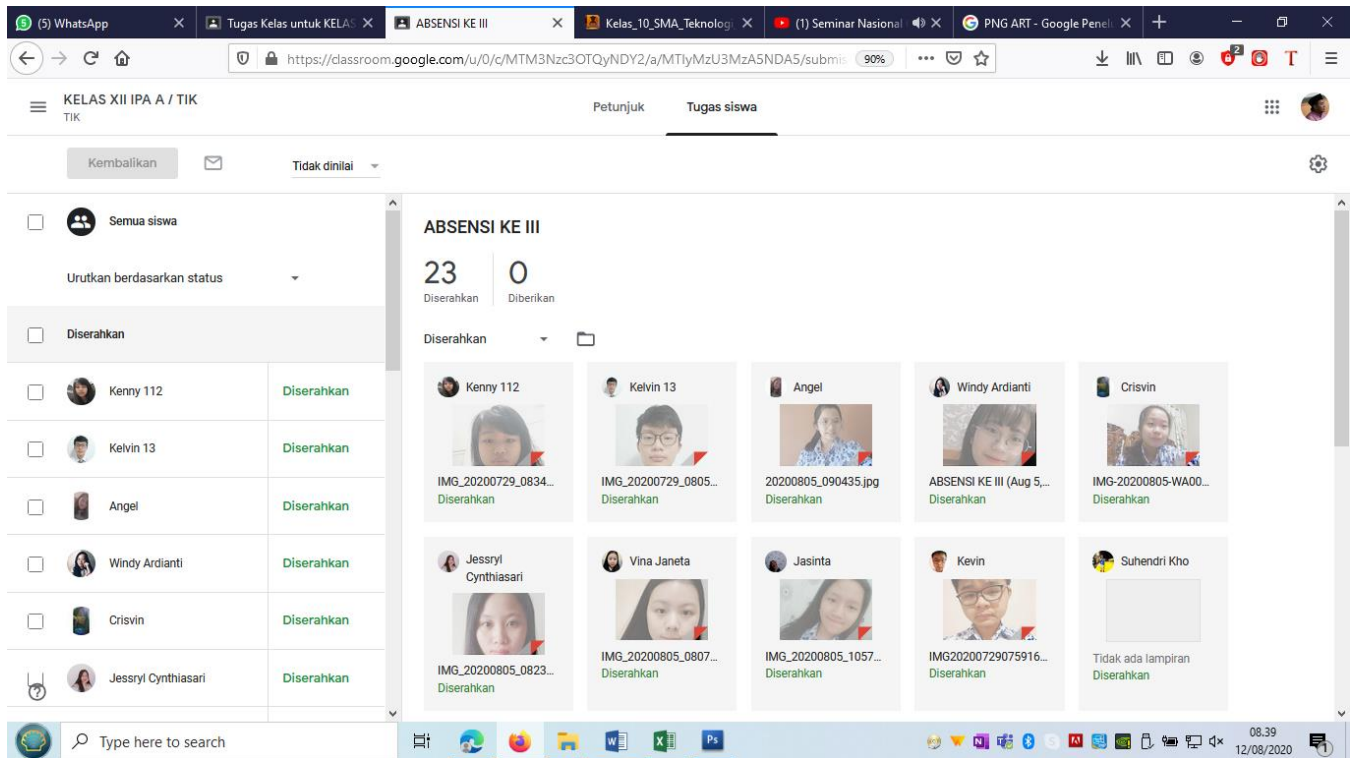 (5) WhatsApp
Tugas Kelas untuk KELAS
ABSENSI KE III
Kelas_10_SMA_Teknologi
(1) Seminar Nasional
PNG ART - Google Penelu
https://classroom.google.com/u/0/c/MTM3Nzc3OTQyNDY2/a/MTIyMzU3MzA5NDA5/submis
90%
2
KELAS XII IPA A / TIK
TIK
Petunjuk
Tugas siswa
Kembalikan
Tidak dinilai
Semua siswa
Urutkan berdasarkan status
Diserahkan
Kenny 112
Diserahkan
Kelvin 13
Diserahkan
Angel
Diserahkan
Windy Ardianti
Diserahkan
Crisvin
Diserahkan
Jessryl Cynthiasari
Diserahkan
ABSENSI KE III
23
0
Diserahkan
Diberikan
Diserahkan
Kenny 112
IMG_20200729_0834...
Diserahkan
Kelvin 13
IMG_20200729_0805...
Diserahkan
Angel
20200805_090435.jpg
Diserahkan
Windy Ardianti
ABSENSI KE III (Aug 5,...
Diserahkan
Crisvin
IMG-20200805-WA00...
Diserahkan
Jessryl
Cynthiasari
IMG_20200805_0823...
Diserahkan
Vina Janeta
IMG_20200805_0807...
Diserahkan
Jasinta
IMG_20200805_1057...
Diserahkan
Kevin
IMG20200729075916...
Diserahkan
Suhendri Kho
Tidak ada lampiran
Diserahkan
Type here to search
08.39
12/08/2020
1